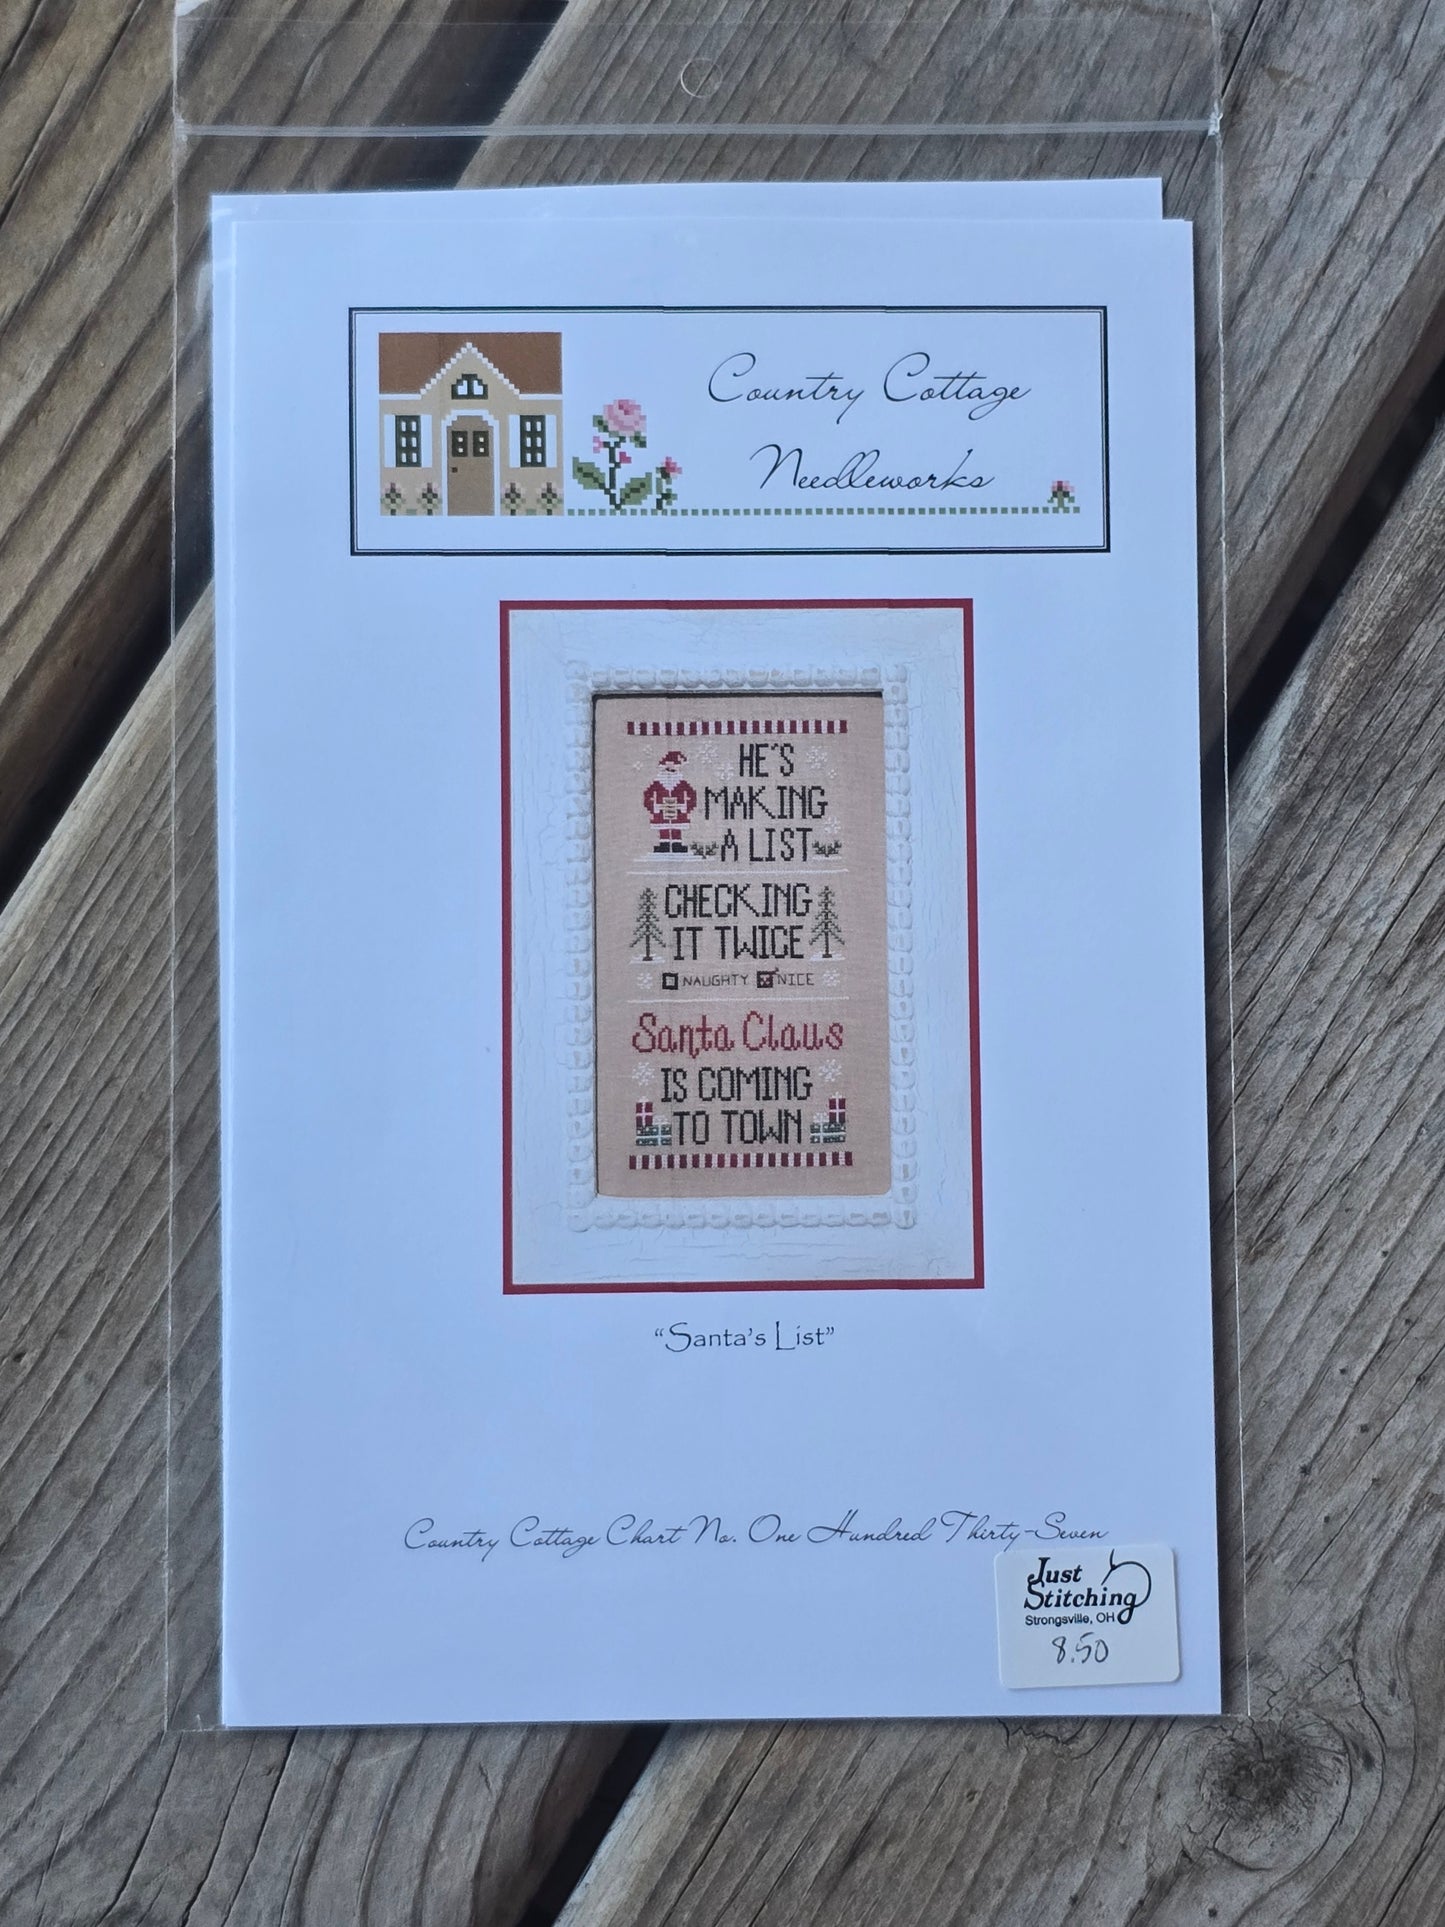 Country Cottage
Needleworks
HE'S
MAKING
A LIST
CHECKING
IT TWICE
NAUGHTY NICE
Santa Claus
IS COMING
TO TOWN
“Santa’s List”
Country Cottage Chart No. One Hundred Thirty-Seven
Just
Stitching
Strongsville, OH
8.50